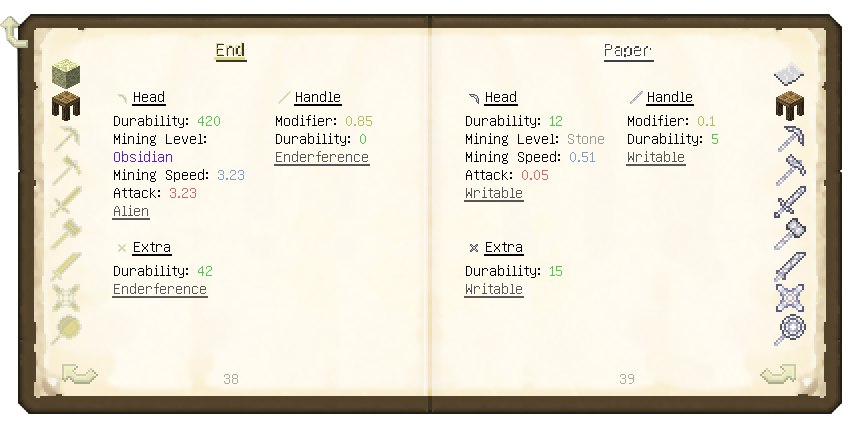 End
Head
Durability: 420
Mining Level:
Obsidian
Mining Speed: 3.23
Attack: 3.23
Alien
Handle
Modifier: 0.85
Durability: 0
Enderference
Extra
Durability: 42
Enderference
38
Paper
Head
Durability: 12
Mining Level: Stone
Mining Speed: 0.51
Attack: 0.05
Writable
Handle
Modifier: 0.1
Durability: 5
Writable
Extra
Durability: 15
Writable
39